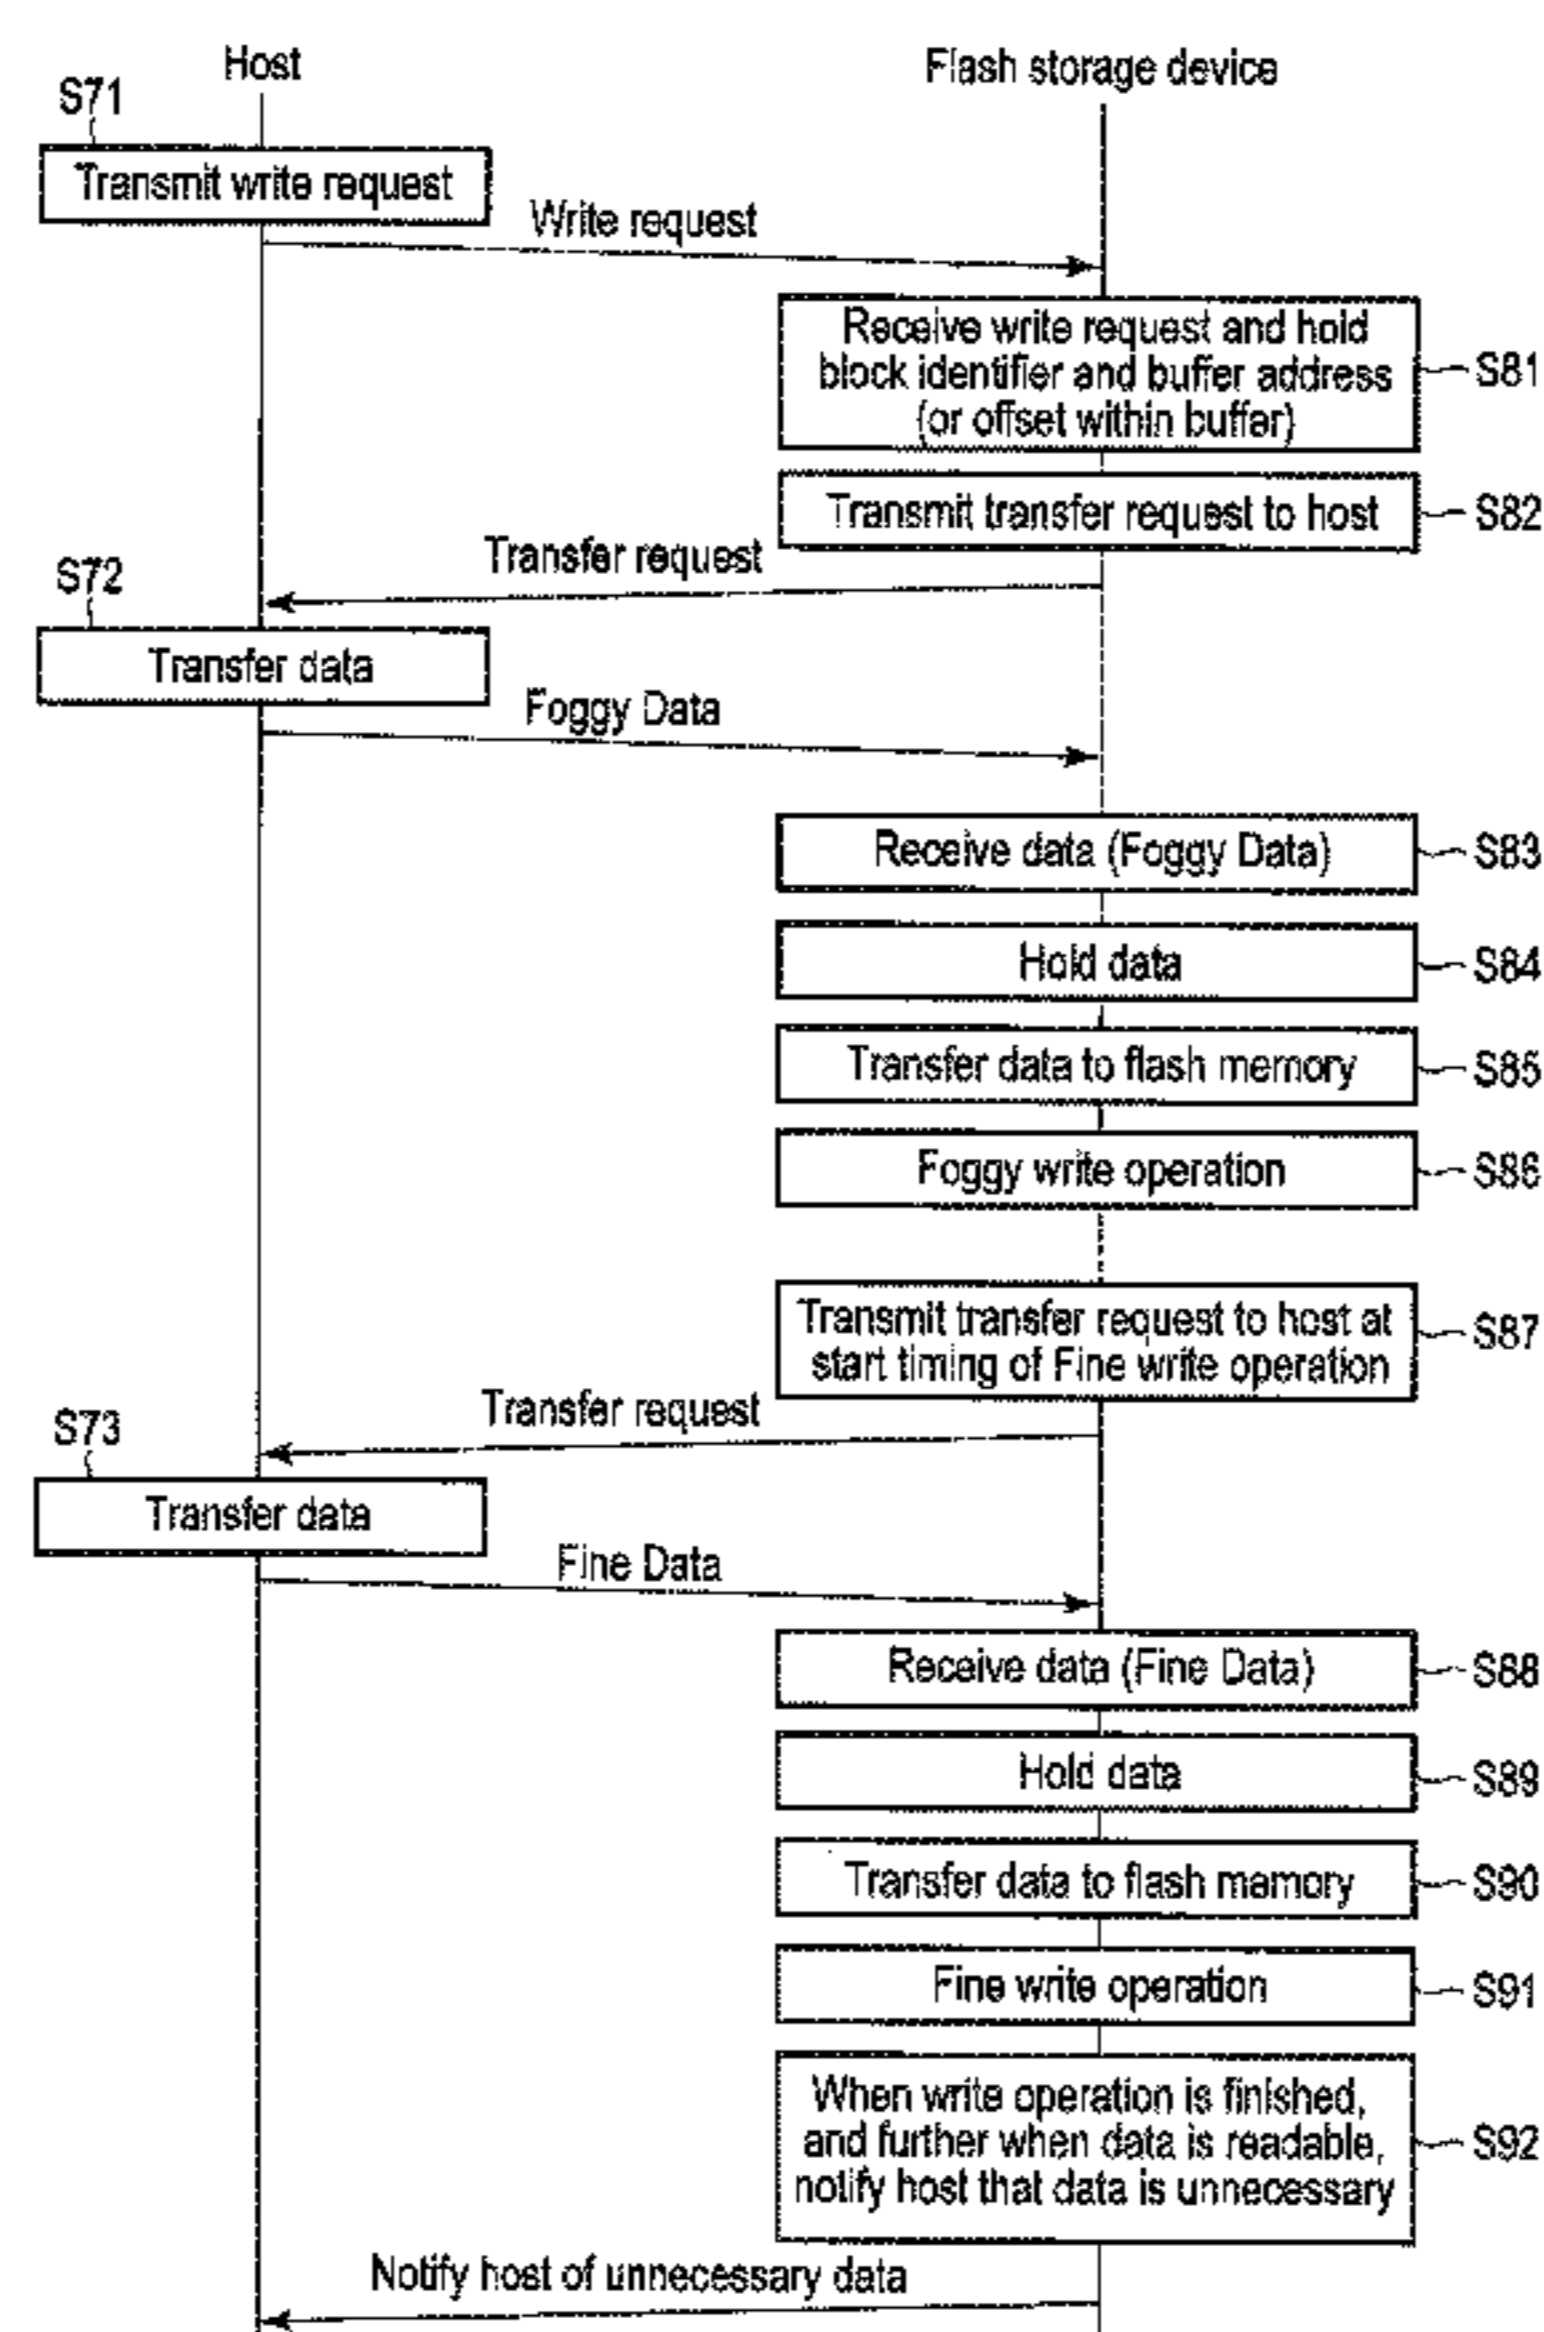 Host
Flash storage device
S71
Transmit write request
Write request
Receive write request and hold
block identifier and buffer address
(or offset within buffer)
S81
Transmit transfer request to host
S82
Transfer request
S72
Transfer data
Foggy Data
Receive data (Foggy Data)
S83
Hold data
S84
Transfer data to flash memory
S85
Foggy write operation
S86
Transmit transfer request to host at
start timing of Fine write operation
S87
Transfer request
S73
Transfer data
Fine Data
Receive data (Fine Data)
S88
Hold data
S89
Transfer data to flash memory
S90
Fine write operation
S91
When write operation is finished,
and further when data is readable,
notify host that data is unnecessary
S92
Notify host of unnecessary data